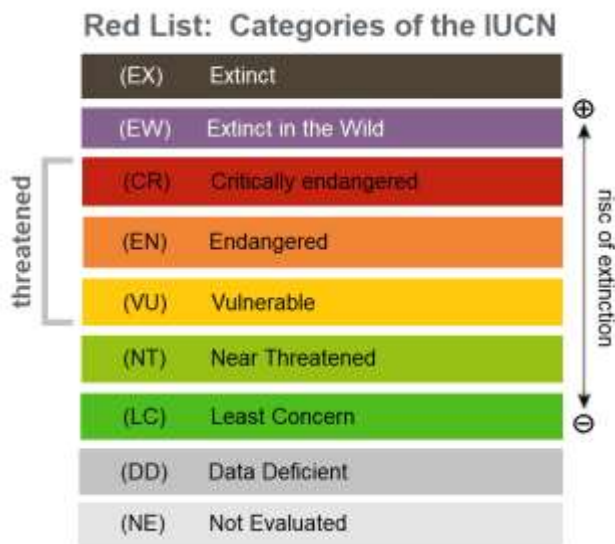 Red List: Categories of the IUCN
(EX) Extinct
(EW) Extinct in the Wild
(CR) Critically endangered
(EN) Endangered
(VU) Vulnerable
(NT) Near Threatened
(LC) Least Concern
(DD) Data Deficient
(NE) Not Evaluated
threatened
+
risc of extinction
-